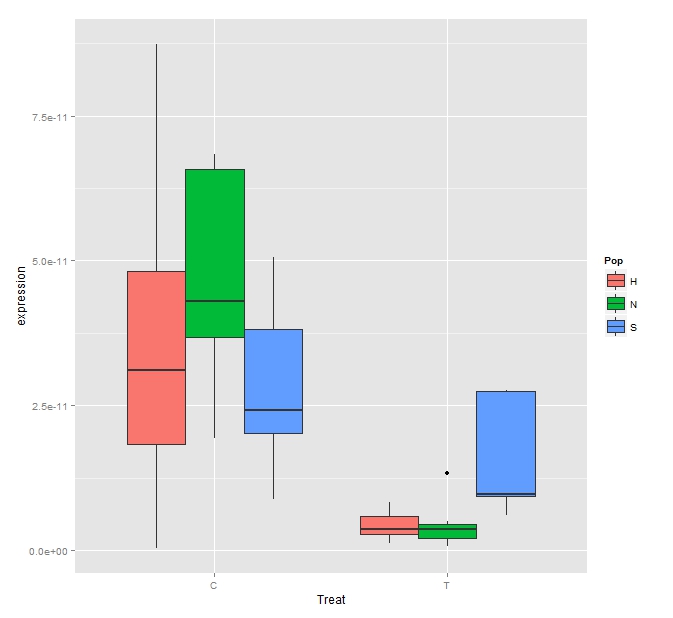 expression
7.5e-11
5.0e-11
2.5e-11
0.0e+00
C
T
Treat
Pop
H
N
S